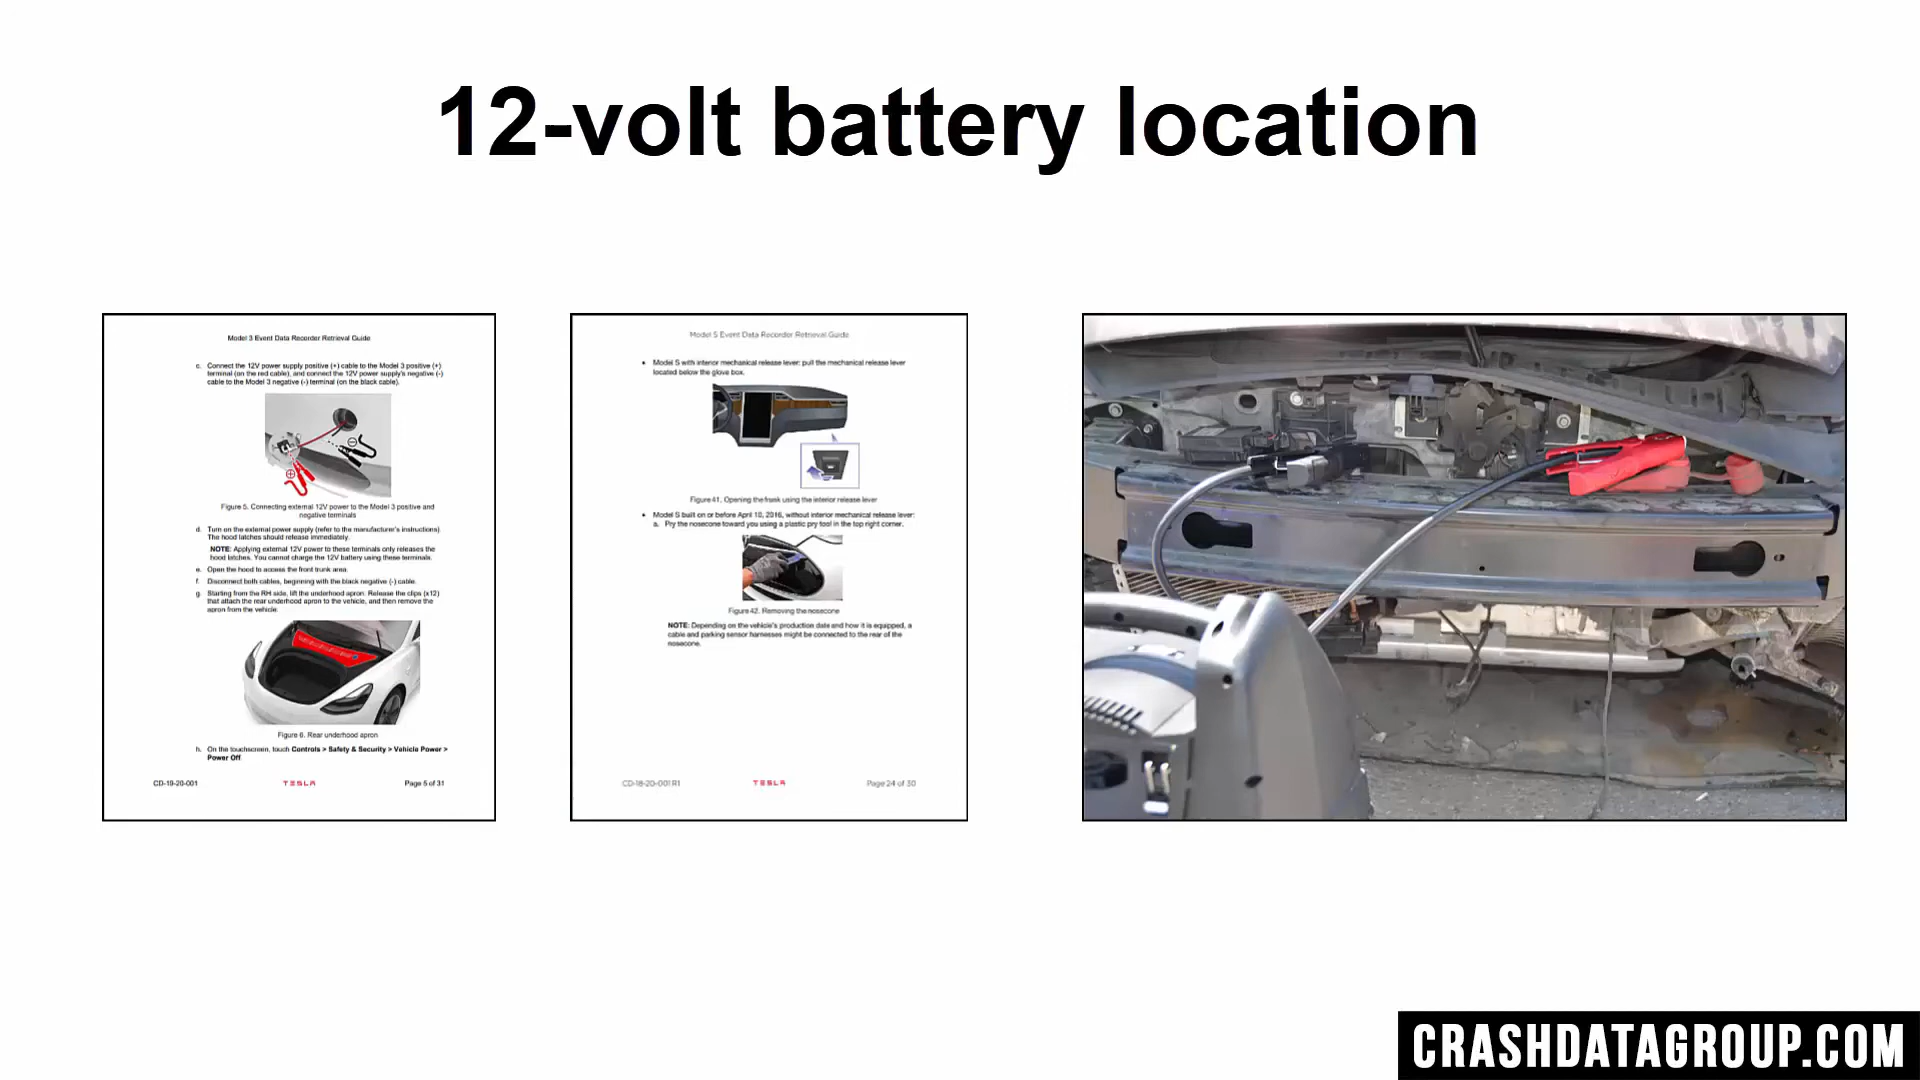 12-volt battery location
Model 3 Event Data Recorder Retrieval Guide
c. Connect the 12V power supply positive (+) cable to the Model 3 positive (+)
terminal (on the red cable), and connect the 12V power supply's negative (-)
cable to the Model 3 negative (-) terminal (on the black cable).
Figure 5. Connecting external 12V power to the Model 3 positive and
negative terminals
d. Turn on the external power supply (refer to the manufacturer's instructions).
The hood latches should release immediately.
NOTE: Applying external 12V power to these terminals only releases the
hood latches. You cannot charge the 12V battery using these terminals.
e. Open the hood to access the front trunk area.
f. Disconnect both cables, beginning with the black negative (-) cable.
g. Starting from the RH side, lift the underhood apron. Release the clips (x12)
that attach the rear underhood apron to the vehicle, and then remove the
apron from the vehicle.
Figure 6. Rear underhood apron
h. On the touchscreen, touch Controls > Safety & Security > Vehicle Power >
Power Off.
CD-19-20-001 TESLA Page 5 of 31
Model S Event Data Recorder Retrieval Guide
• Model S with interior mechanical release lever: pull the mechanical release lever
located below the glove box.
Figure 41. Opening the frunk using the interior release lever
• Model S built on or before April 10, 2016, without interior mechanical release lever:
a. Pry the nosecone toward you using a plastic pry tool in the top right corner.
Figure 42. Removing the nosecone
NOTE: Depending on the vehicle's production date and how it is equipped, a
cable and parking sensor harnesses might be connected to the rear of the
nosecone.
CD-18-20-001 R1 TESLA Page 24 of 30
CRASHDATAGROUP.COM